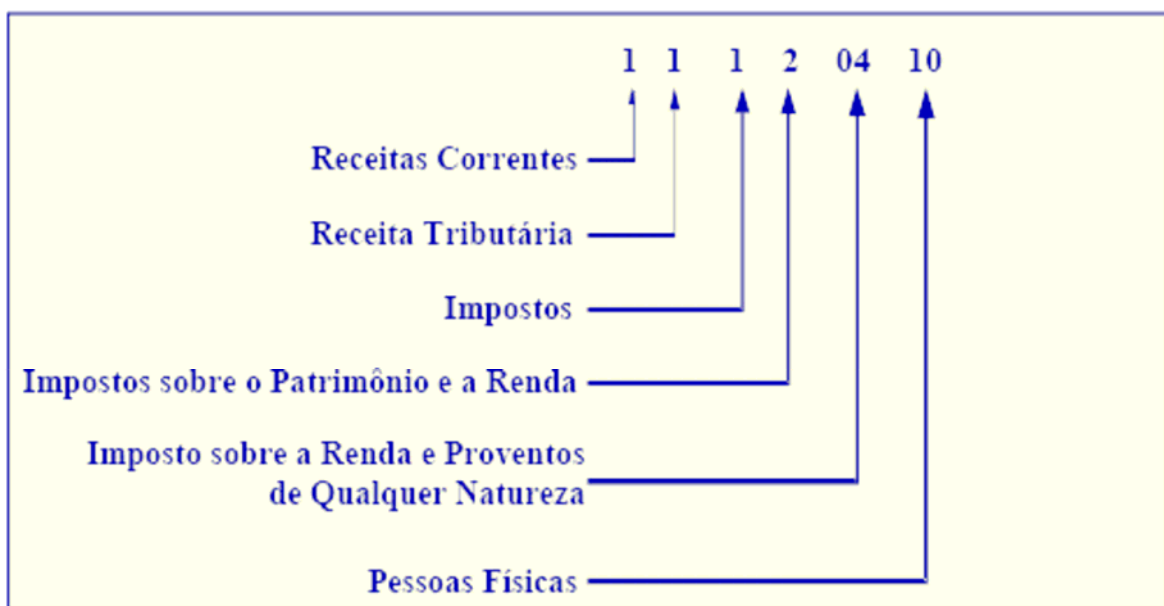 1 1 1 2 04 10
Receitas Correntes
Receita Tributária
Impostos
Impostos sobre o Patrimônio e a Renda
Imposto sobre a Renda e Proventos
de Qualquer Natureza
Pessoas Físicas